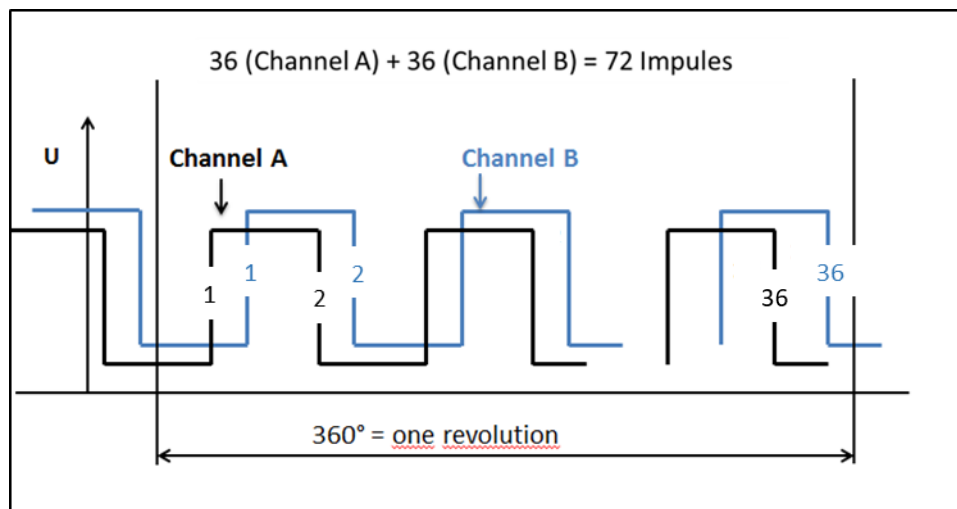 36 (Channel A) + 36 (Channel B) = 72 Impules
U
Channel A
Channel B
1
2
36
1
2
36
360° = one revolution